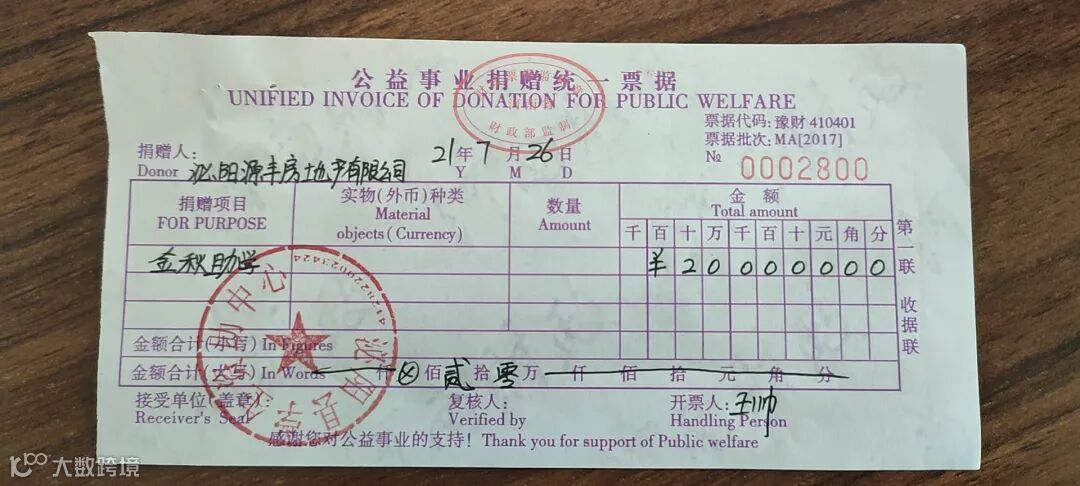 公益事业捐赠统一票据
UNIFIED INVOICE OF DONATION FOR PUBLIC WELFARE
财政部监制
票据代码：豫财 410401
票据批次：MA[2017]
№ 0002800
捐赠人： 泌阳源丰房地产有限公司 21年7月26日
Donor Y M D
捐赠项目 实物(外币)种类 数量 金额
FOR PURPOSE Material objects(Currency) Amount Total amount
千百十万千百十元角分
金秋助学 ¥200000000
金额合计(小写) In Figures
金额合计(大写) In Words 仟⊗佰贰拾零万仟佰拾元角分
接受单位(盖章) 复核人： 开票人：王帅
Receiver's Seal Verified by Handling Person
感谢您对公益事业的支持！ Thank you for support of Public welfare
第一联 收据联
泌阳县
中心
4128220023424
大数跨境